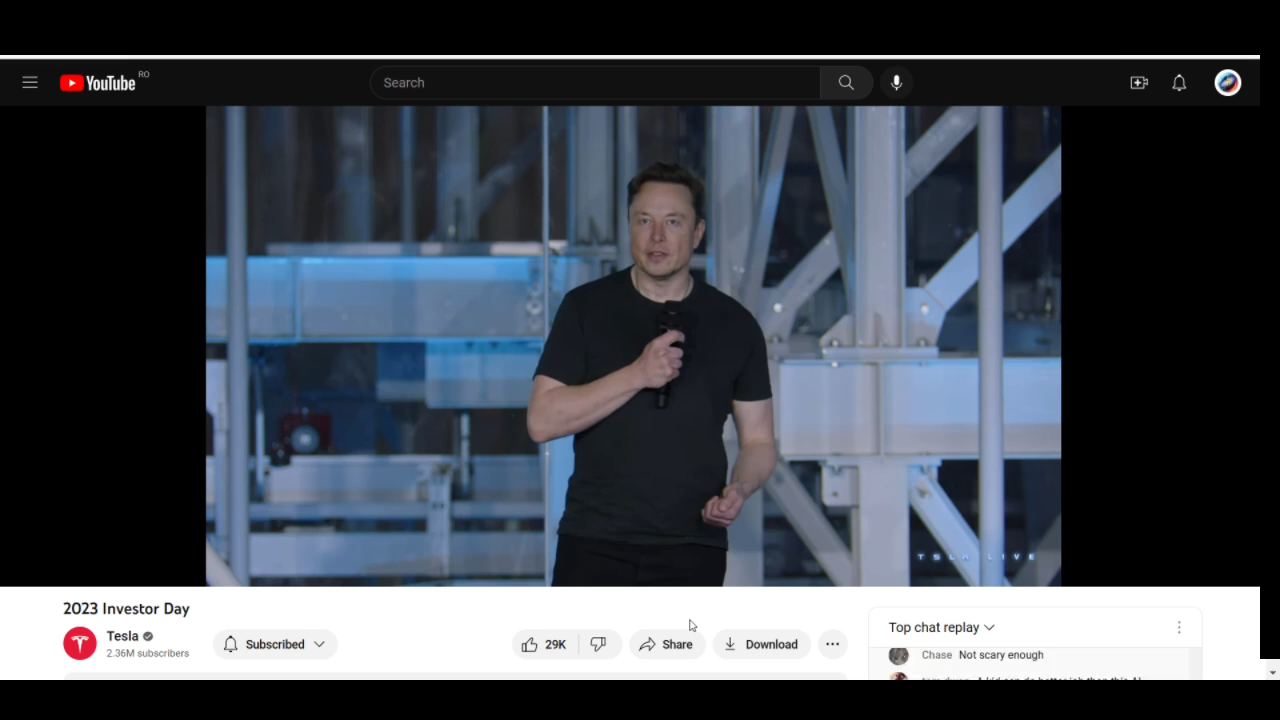 YouTube RO
Search
TSLA LIVE
2023 Investor Day
Tesla
2.36M subscribers
Subscribed
29K
Share
Download
Top chat replay
Chase Not scary enough